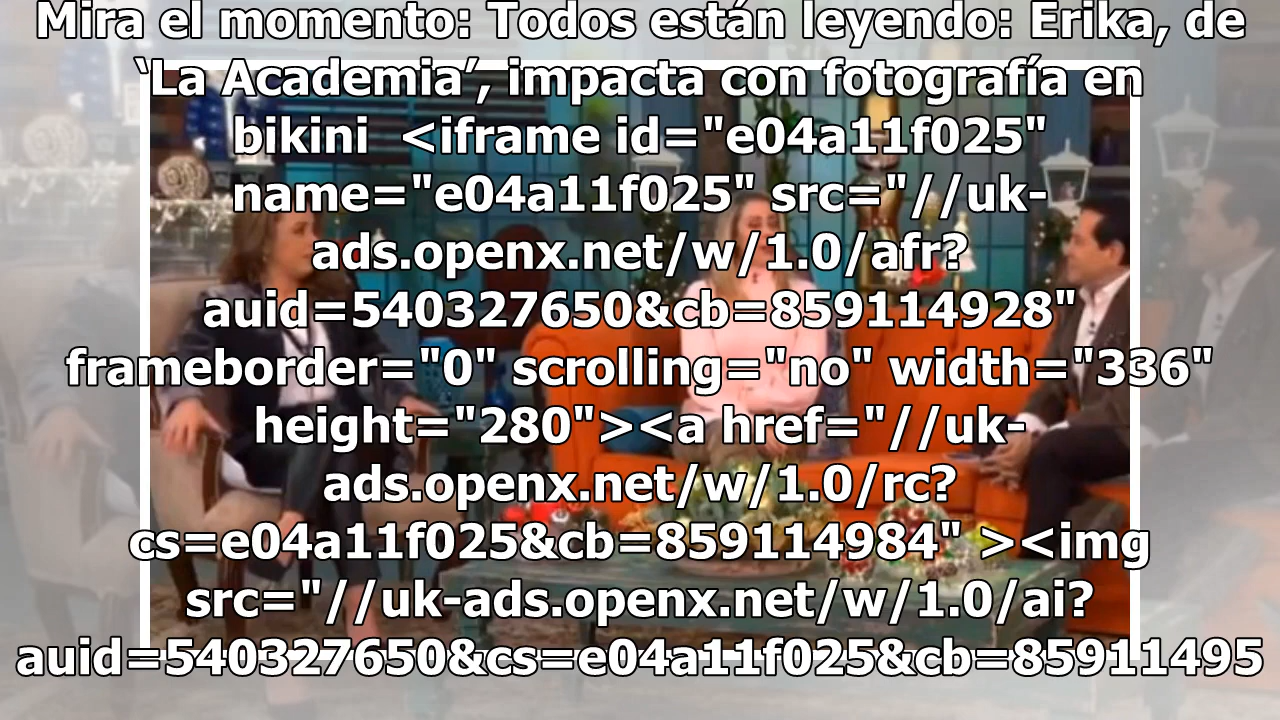 Mira el momento: Todos están leyendo: Erika, de
‘La Academia’, impacta con fotografía en
bikini  <iframe id="e04a11f025"
name="e04a11f025" src="//uk-
ads.openx.net/w/1.0/afr?
auid=540327650&cb=859114928"
frameborder="0" scrolling="no" width="336"
height="280"><a href="//uk-
ads.openx.net/w/1.0/rc?
cs=e04a11f025&cb=859114984" ><img
src="//uk-ads.openx.net/w/1.0/ai?
auid=540327650&cs=e04a11f025&cb=85911495